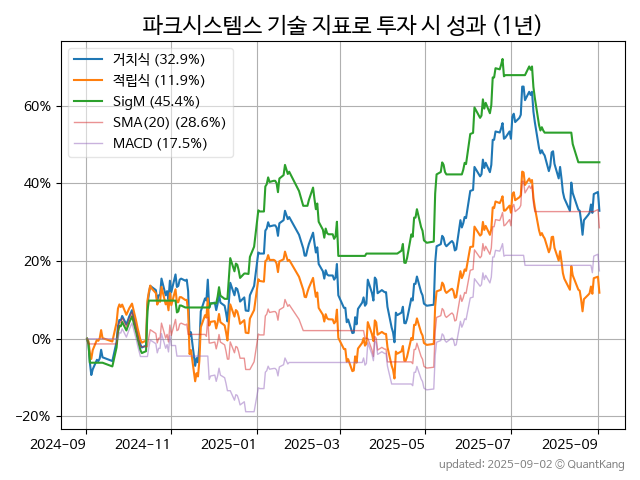 파크시스템스 기술 지표로 투자 시 성과 (1년)
거치식 (32.9%)
적립식 (11.9%)
SigM (45.4%)
SMA(20) (28.6%)
MACD (17.5%)
60%
40%
20%
0%
−20%
2024-09 2024-11 2025-01 2025-03 2025-05 2025-07 2025-09
updated: 2025-09-02 © QuantKang